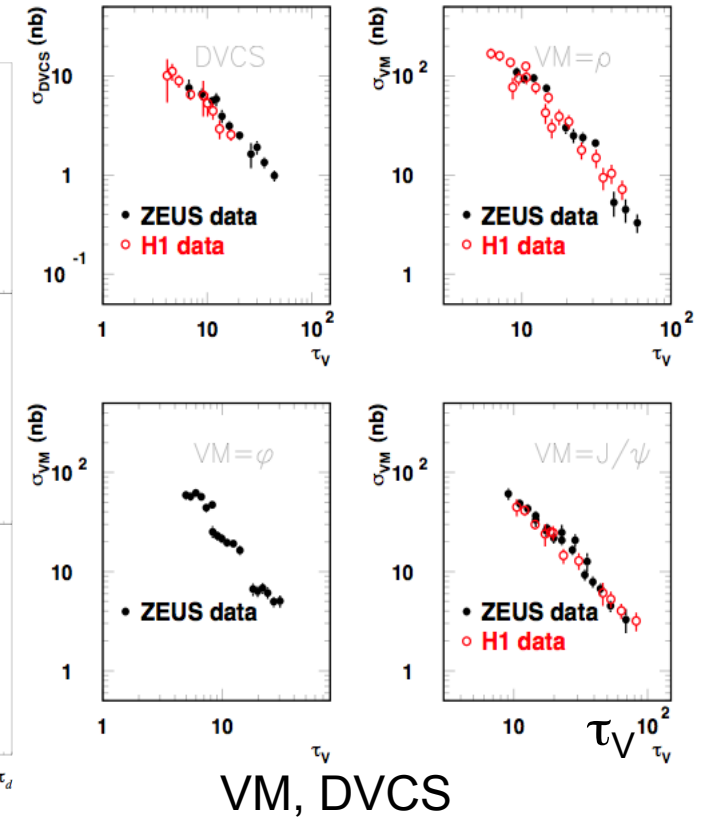 σDVCS (nb)
DVCS
10
1
10 -1
ZEUS data
H1 data
1
10
10 2
τV
σVM (nb)
VM=ρ
10 2
10
1
ZEUS data
H1 data
10
10 2
τV
σVM (nb)
VM=φ
10 2
10
1
ZEUS data
1
10
τV
σVM (nb)
VM=J/ψ
10 2
10
1
ZEUS data
H1 data
10
10 2
τV
τV
τd
VM, DVCS